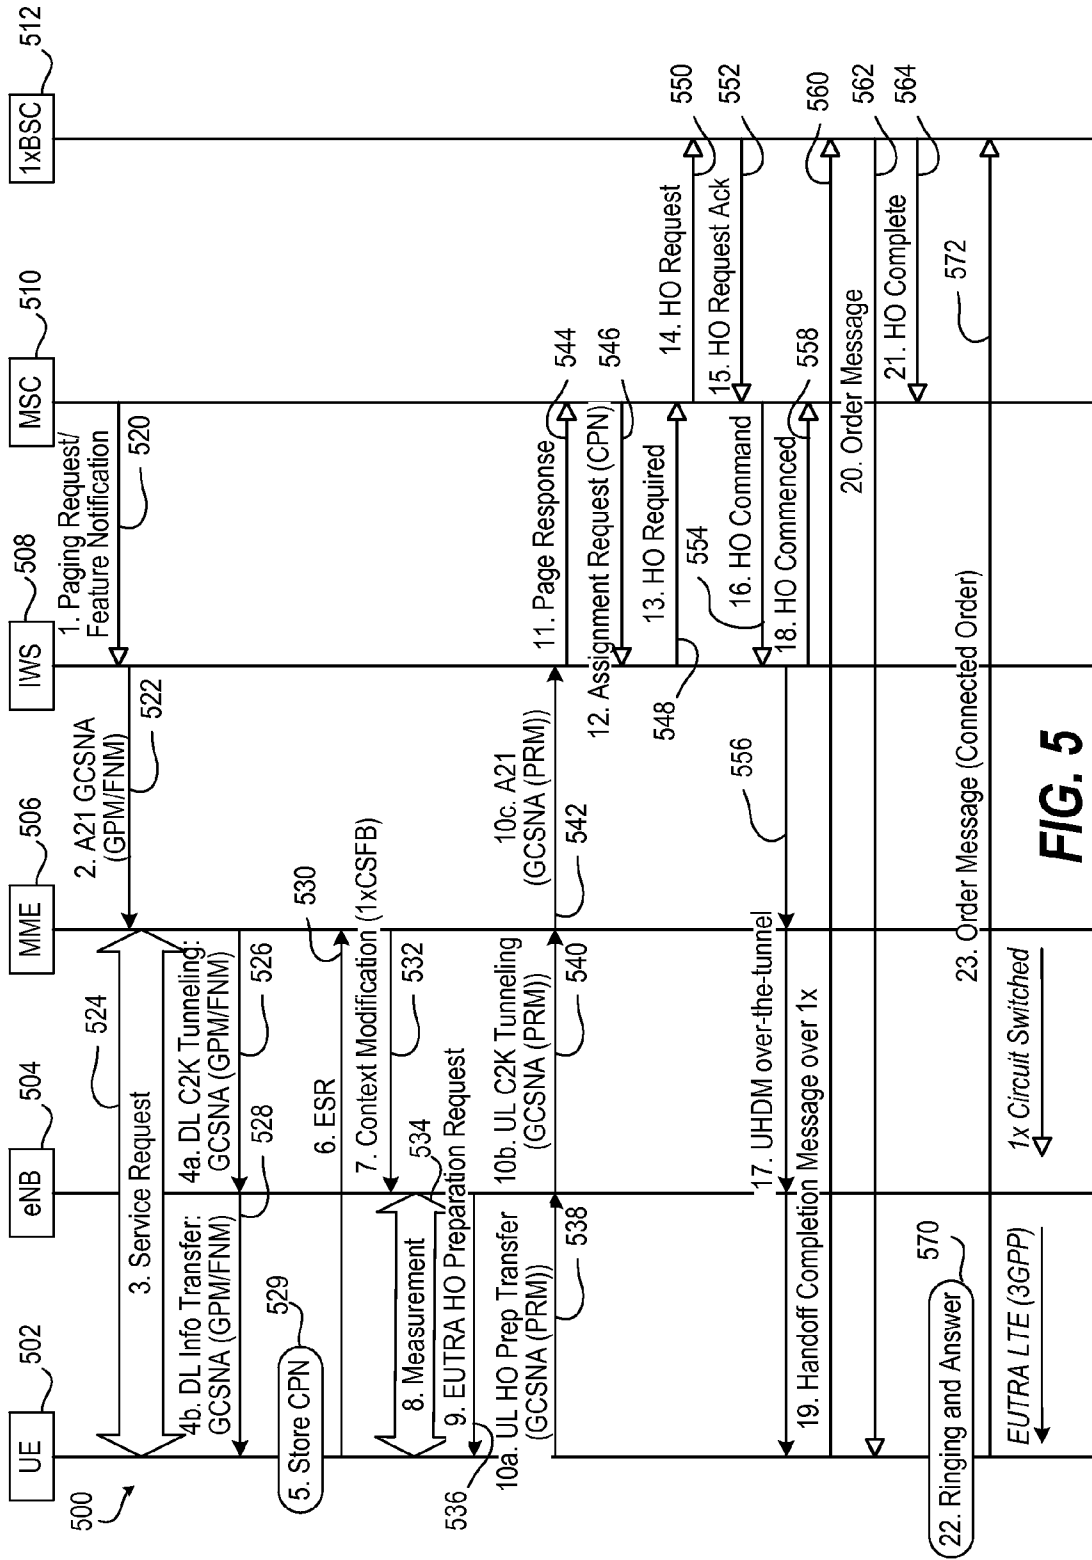 500
UE
502
eNB
504
MME
506
IWS
508
MSC
510
1xBSC
512
1. Paging Request/
Feature Notification
520
2. A21 GCSNA
(GPM/FNM)
522
3. Service Request
524
4a. DL C2K Tunneling:
GCSNA (GPM/FNM)
526
4b. DL Info Transfer:
GCSNA (GPM/FNM)
528
5. Store CPN
529
6. ESR
530
7. Context Modification (1xCSFB)
532
8. Measurement
534
9. EUTRA HO Preparation Request
536
10a. UL HO Prep Transfer
(GCSNA (PRM))
538
10b. UL C2K Tunneling
(GCSNA (PRM))
540
10c. A21
(GCSNA (PRM))
542
11. Page Response
544
12. Assignment Request (CPN)
546
13. HO Required
548
14. HO Request
550
15. HO Request Ack
552
16. HO Command
554
17. UHDM over-the-tunnel
556
18. HO Commenced
558
19. Handoff Completion Message over 1x
560
20. Order Message
562
21. HO Complete
564
22. Ringing and Answer
570
23. Order Message (Connected Order)
572
EUTRA LTE (3GPP)
1x Circuit Switched
FIG. 5